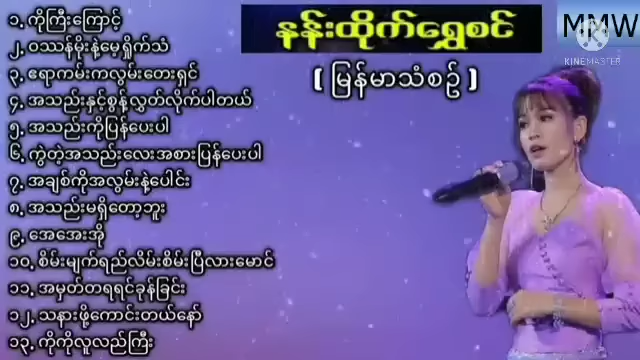 နန်းထိုက်ရွှေစင်
MMW
KINEMASTER
( မြန်မာသံစဉ် )
၁. ကိုကြီးကြောင့်
၂. ဝဿန်မိုးနဲ့မေ့ရှိုက်သံ
၃. ဧရာကမ်းကလွမ်းတေးရှင်
၄. အသည်းနှင့်စွန့်လွှတ်လိုက်ပါတယ်
၅. အသည်းကိုပြန်ပေးပါ
၆. ကွဲတဲ့အသည်းလေးအစားပြန်ပေးပါ
၇. အချစ်ကိုအလွမ်းနဲ့ပေါင်း
၈. အသည်းမရှိတော့ဘူး
၉. အေအေးအို
၁၀. စိမ်းမျက်ရည်လိမ်းစိမ်းပြီလားမောင်
၁၁. အမှတ်တရရင်ခုန်ခြင်း
၁၂. သနားဖို့ကောင်းတယ်နော်
၁၃. ကိုကိုလူလည်ကြီး